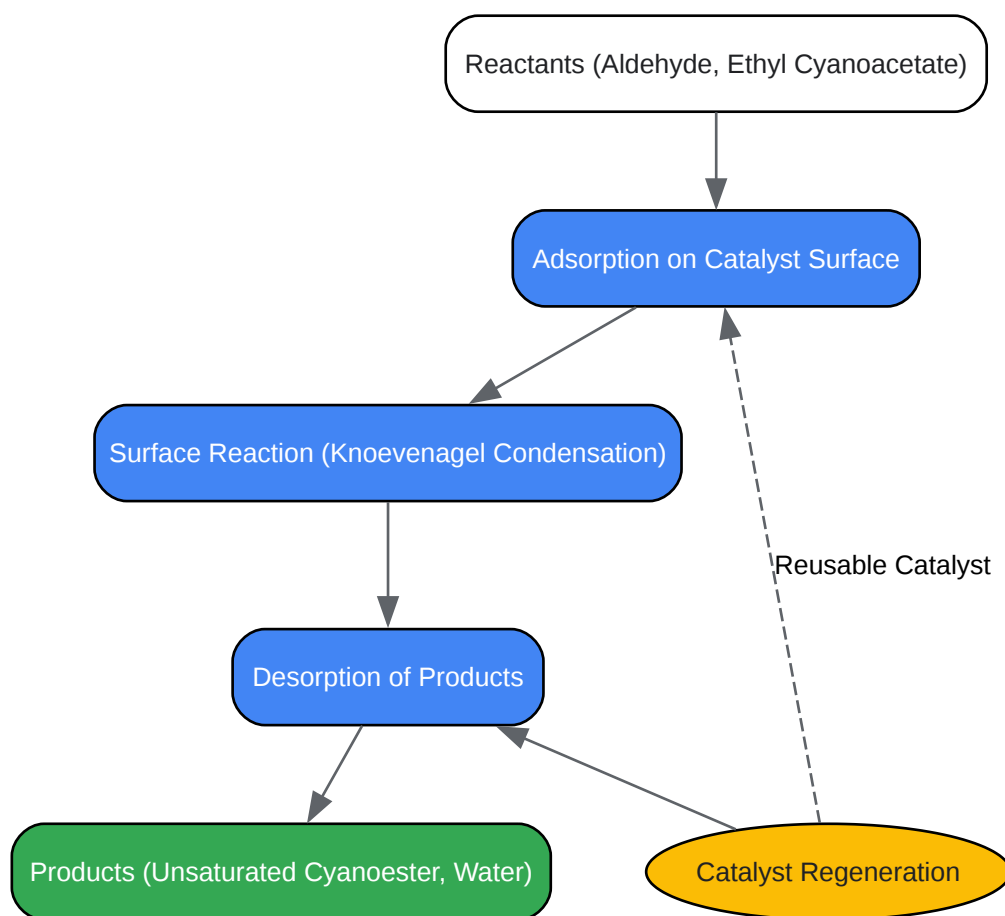 Reactants (Aldehyde, Ethyl Cyanoacetate)
Adsorption on Catalyst Surface
Surface Reaction (Knoevenagel Condensation)
Reusable Catalyst
Desorption of Products
Products (Unsaturated Cyanoester, Water)
Catalyst Regeneration